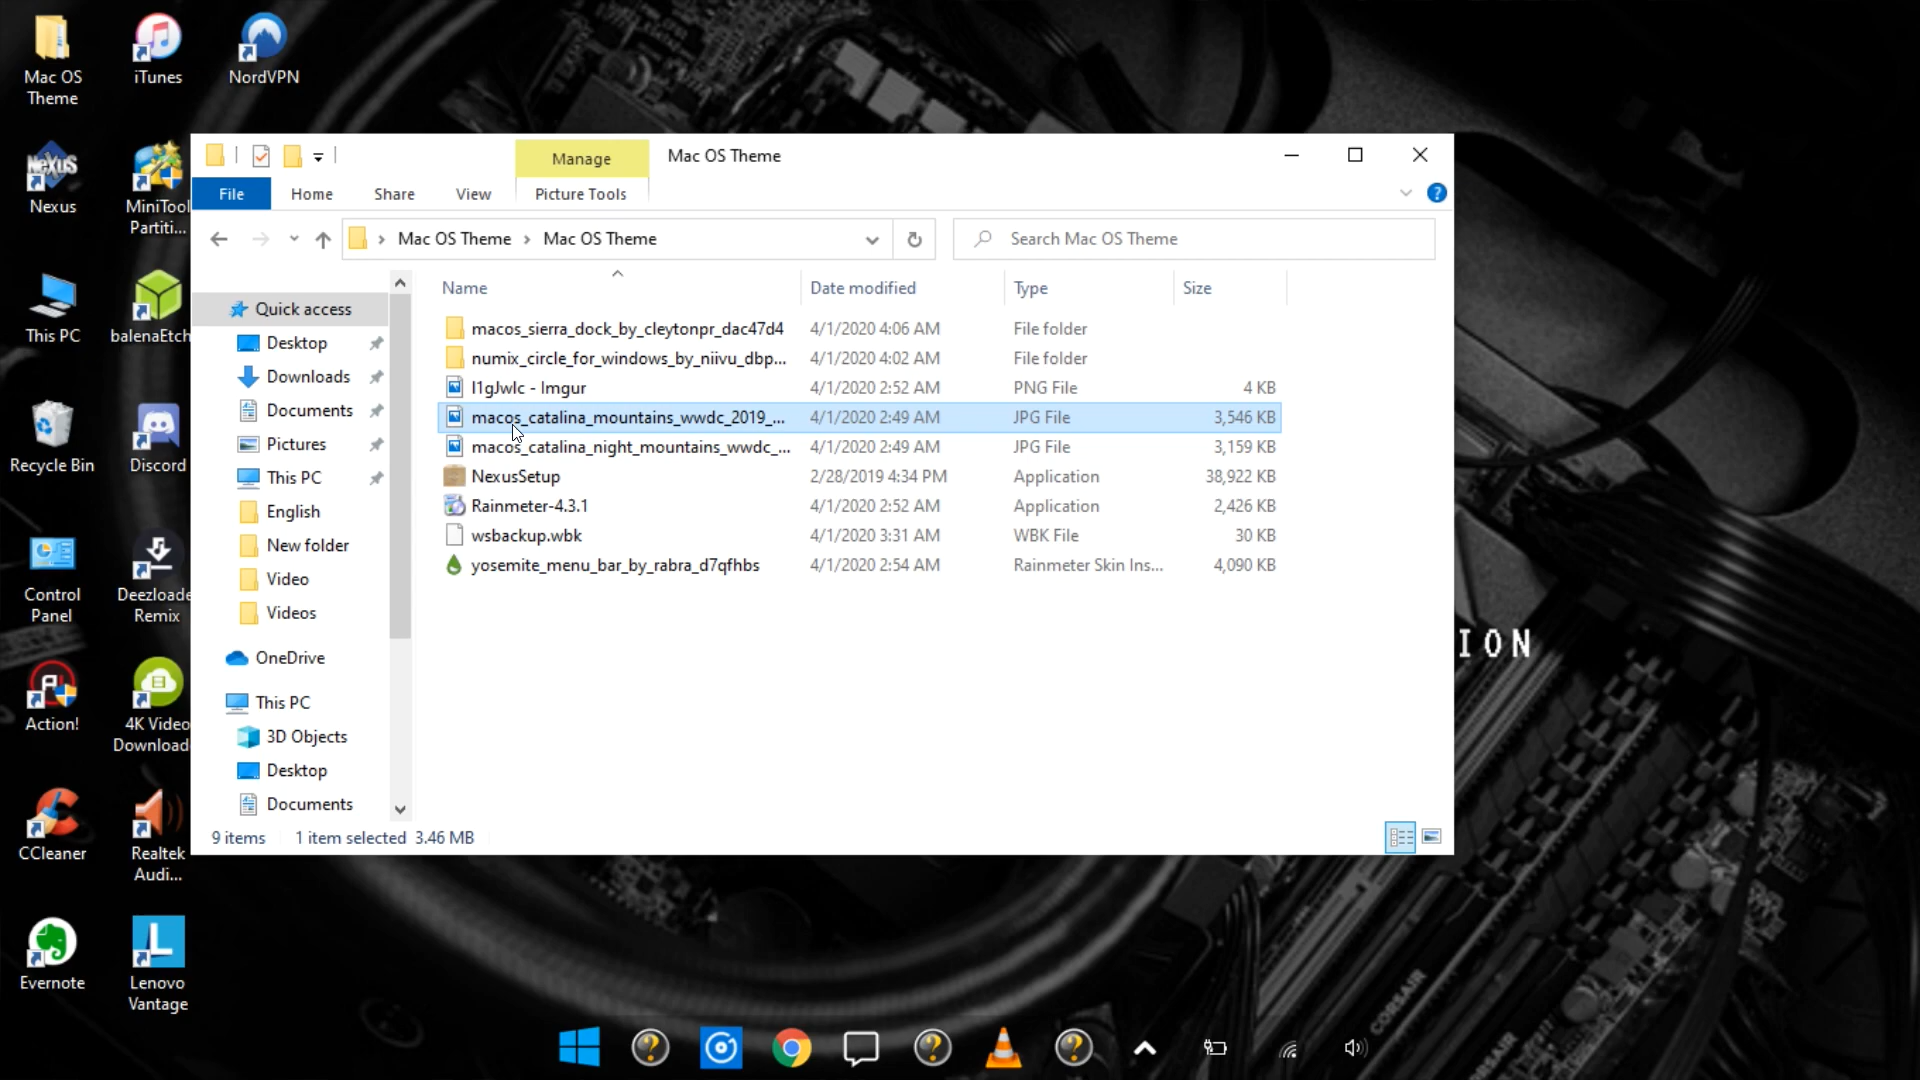 Mac OS
Theme
iTunes
NordVPN
Nexus
MiniTool
Partiti...
This PC
balenaEtch
Recycle Bin
Discord
Control
Panel
Deezloade
Remix
Action!
4K Video
Download
CCleaner
Realtek
Audi...
Evernote
Lenovo
Vantage
Manage
Mac OS Theme
File
Home
Share
View
Picture Tools
Mac OS Theme
Mac OS Theme
Search Mac OS Theme
Quick access
Desktop
Downloads
Documents
Pictures
This PC
English
New folder
Video
Videos
OneDrive
This PC
3D Objects
Desktop
Documents
Name Date modified Type Size
macos_sierra_dock_by_cleytonpr_dac47d4 4/1/2020 4:06 AM File folder
numix_circle_for_windows_by_niivu_dbp... 4/1/2020 4:02 AM File folder
l1gJwlc - Imgur 4/1/2020 2:52 AM PNG File 4 KB
macos_catalina_mountains_wwdc_2019_... 4/1/2020 2:49 AM JPG File 3,546 KB
macos_catalina_night_mountains_wwdc_... 4/1/2020 2:49 AM JPG File 3,159 KB
NexusSetup 2/28/2019 4:34 PM Application 38,922 KB
Rainmeter-4.3.1 4/1/2020 2:52 AM Application 2,426 KB
wsbackup.wbk 4/1/2020 3:31 AM WBK File 30 KB
yosemite_menu_bar_by_rabra_d7qfhbs 4/1/2020 2:54 AM Rainmeter Skin Ins... 4,090 KB
9 items 1 item selected 3.46 MB
ION
CORSAIR